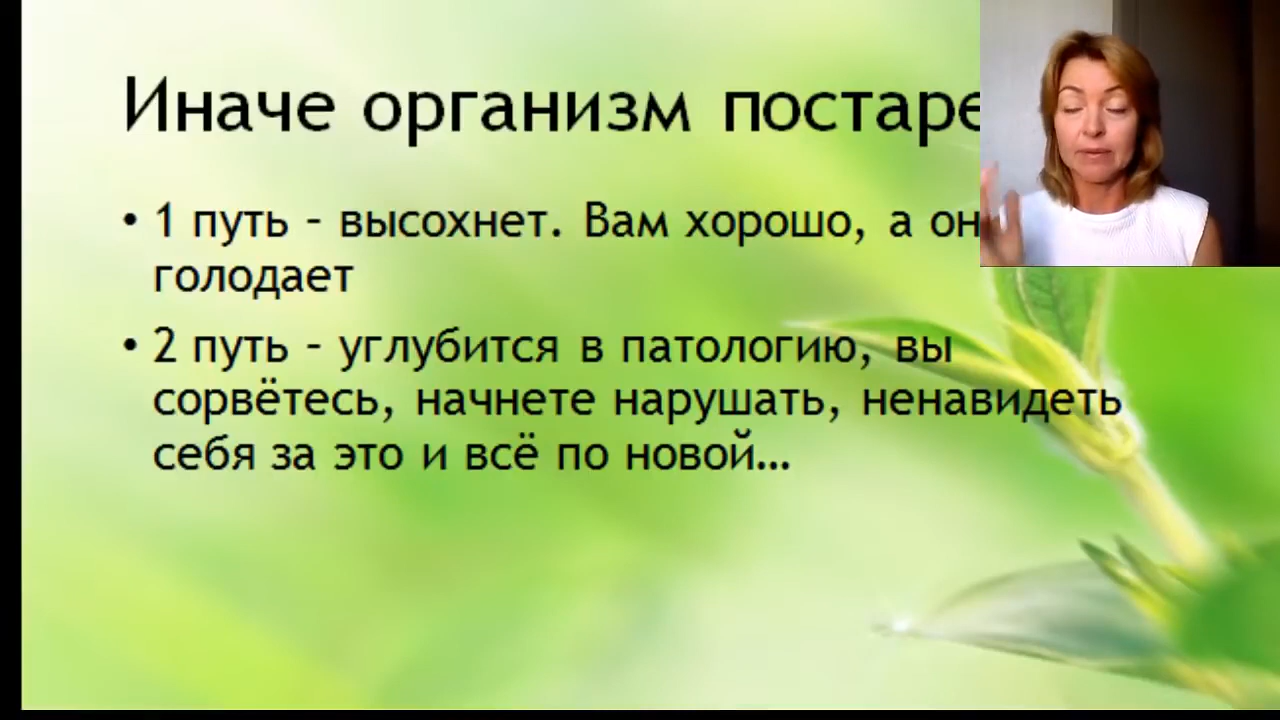 Иначе организм постаре
• 1 путь – высохнет. Вам хорошо, а он
голодает
• 2 путь – углубится в патологию, вы
сорвётесь, начнете нарушать, ненавидеть
себя за это и всё по новой…